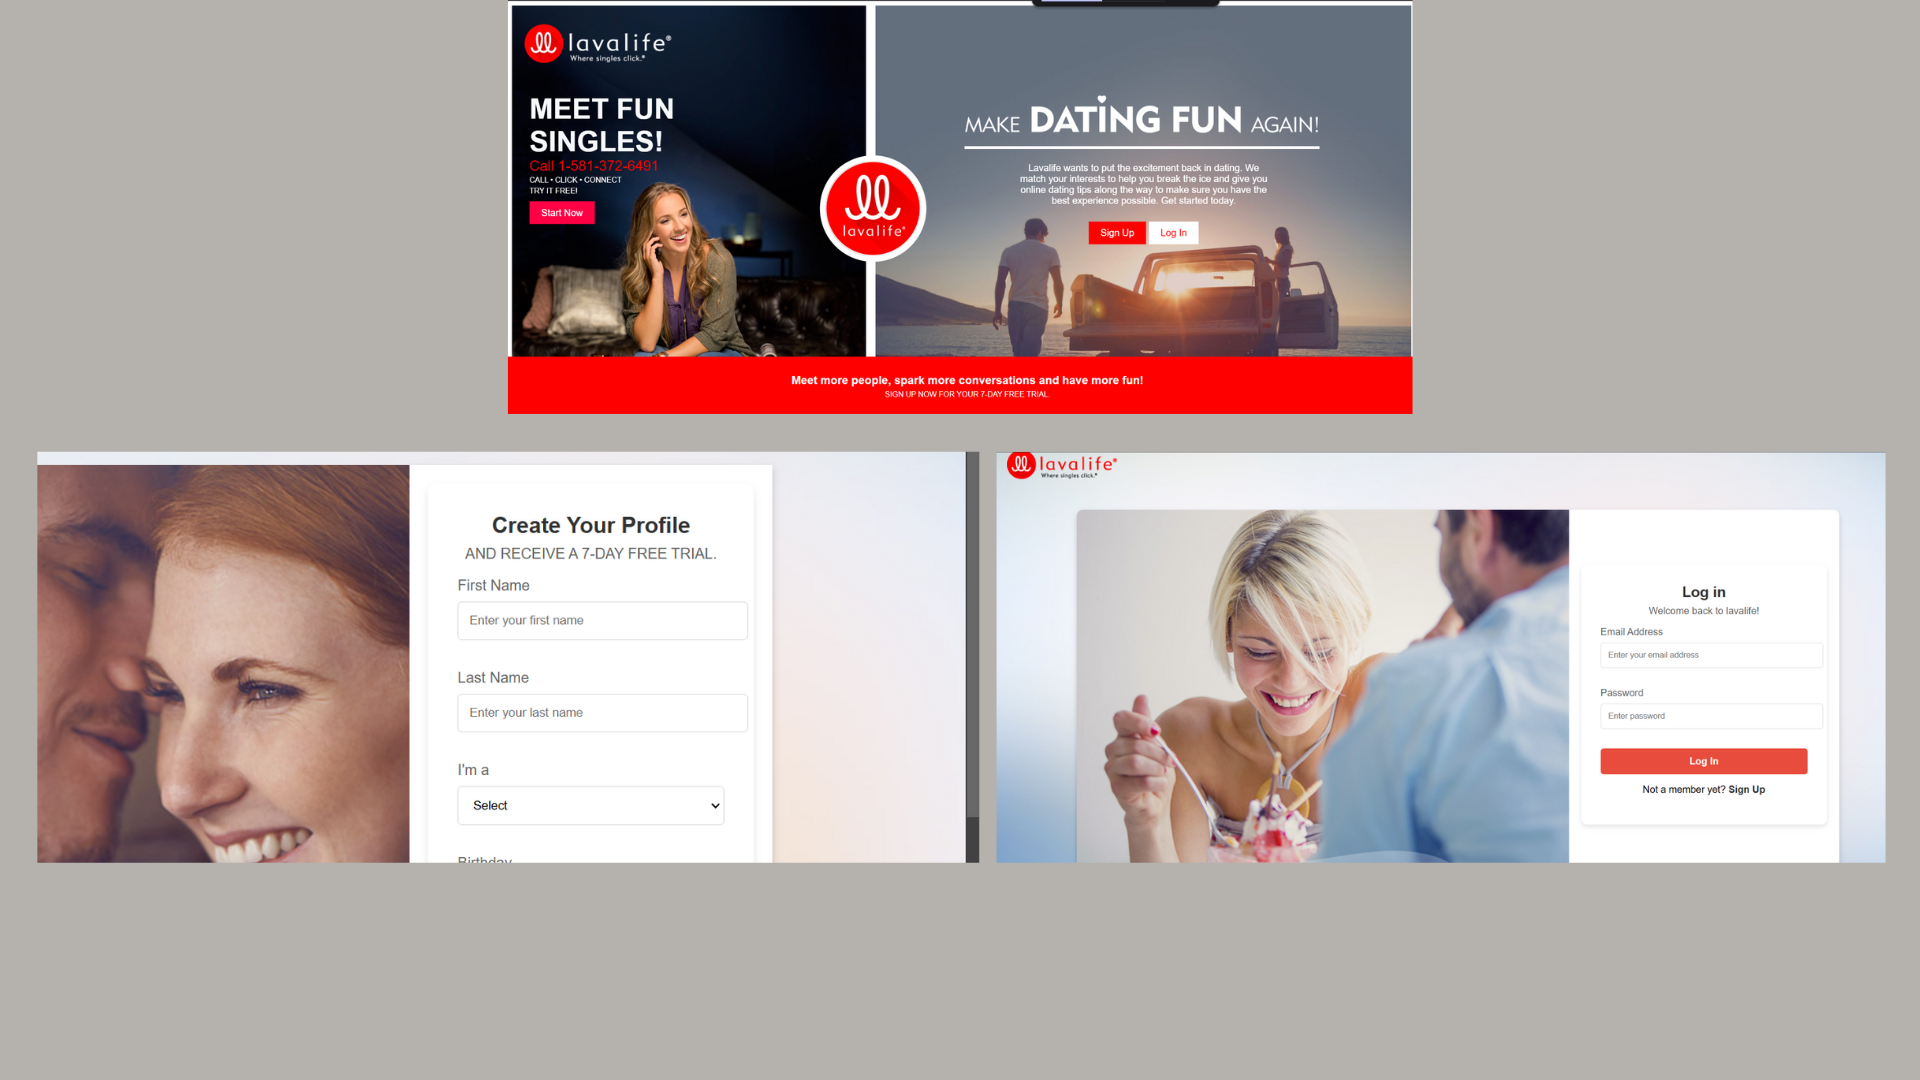 lavalife®
Where singles click.®
MEET FUN
SINGLES!
Call 1-581-372-6491
CALL • CLICK • CONNECT
TRY IT FREE!
Start Now
lavalife®
MAKE DATING FUN AGAIN!
Lavalife wants to put the excitement back in dating. We
match your interests to help you break the ice and give you
online dating tips along the way to make sure you have the
best experience possible. Get started today.
Sign Up
Log In
Meet more people, spark more conversations and have more fun!
SIGN UP NOW FOR YOUR 7-DAY FREE TRIAL.
Create Your Profile
AND RECEIVE A 7-DAY FREE TRIAL.
First Name
Enter your first name
Last Name
Enter your last name
I'm a
Select
Birthday
lavalife®
Where singles click.®
Log in
Welcome back to lavalife!
Email Address
Enter your email address
Password
Enter password
Log In
Not a member yet? Sign Up